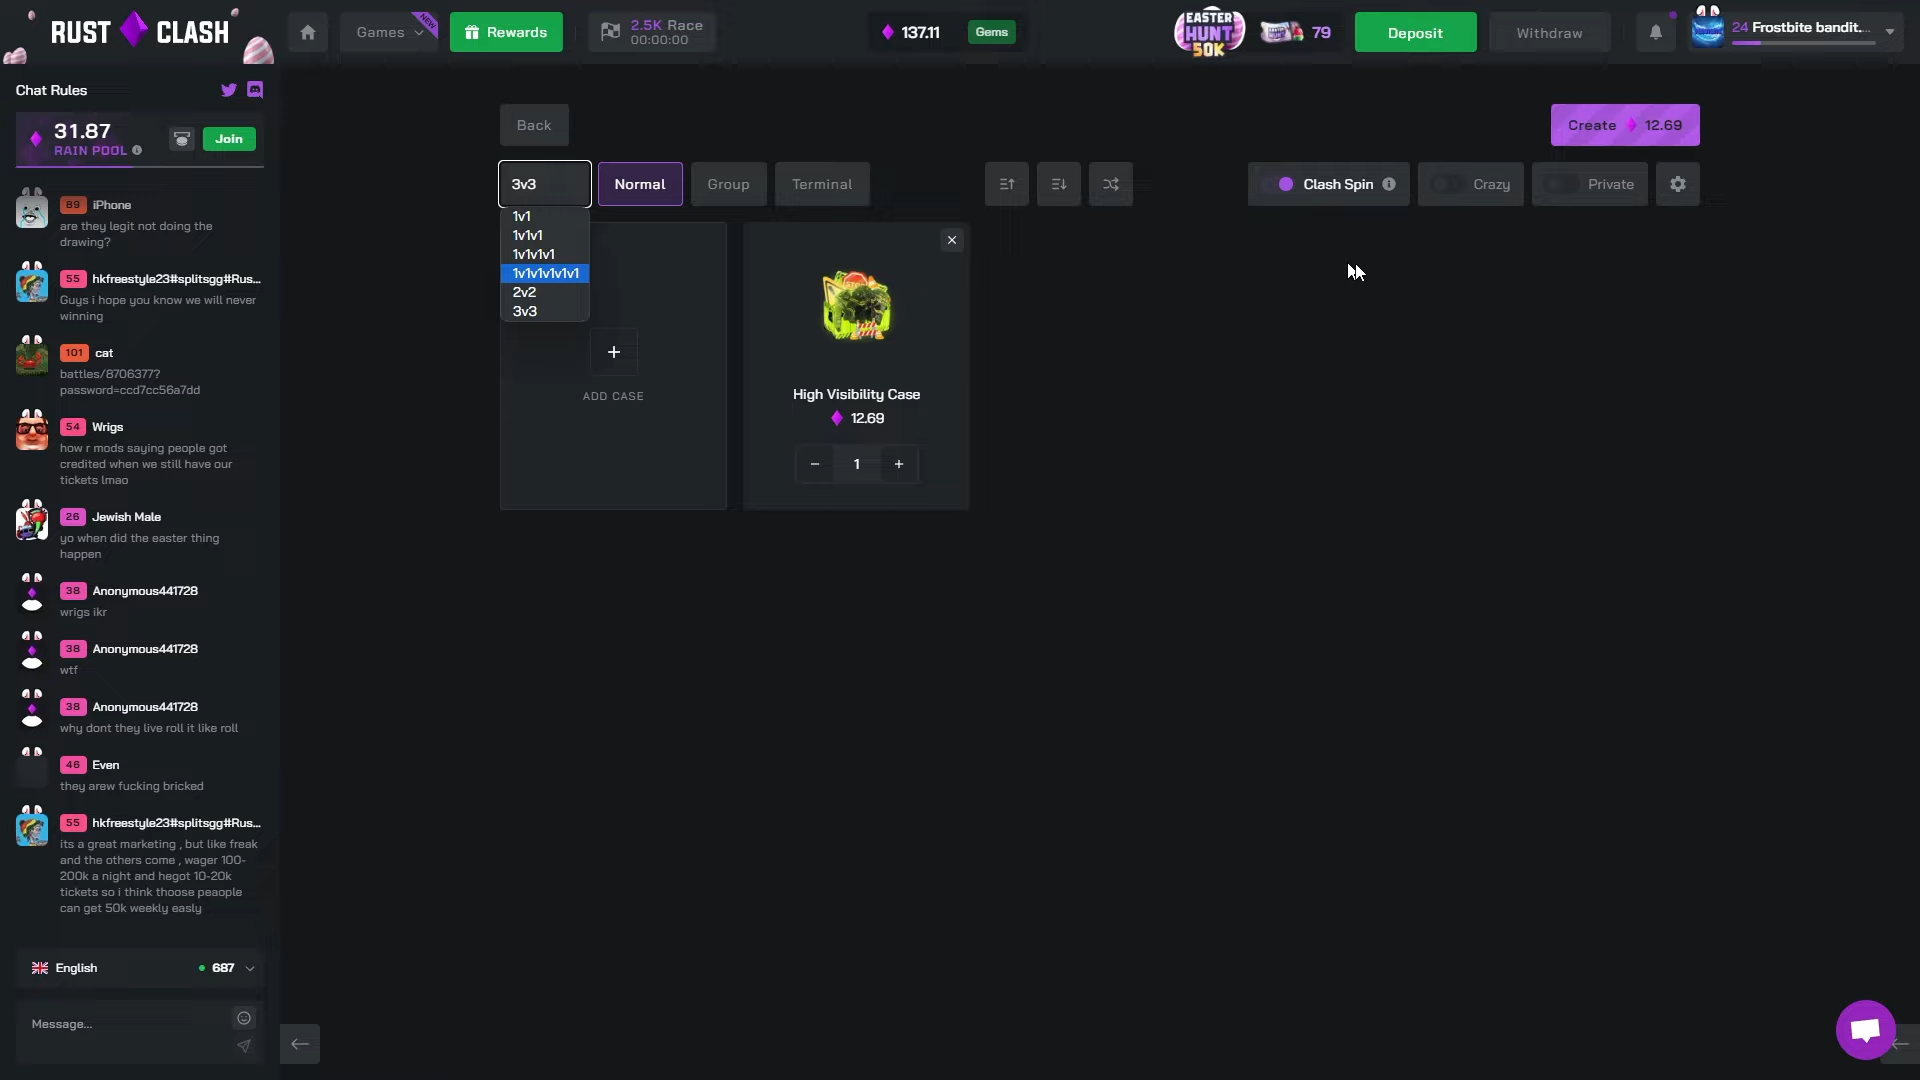 RUST CLASH
Games
NEW
Rewards
2.5K Race
00:00:00
137.11
Gems
EASTER
HUNT
50K
79
Deposit
Withdraw
24 Frostbite bandit...
Chat Rules
31.87
RAIN POOL
Join
89 iPhone
are they legit not doing the
drawing?
55 hkfreestyle23#splitsgg#Rus...
Guys i hope you know we will never
winning
101 cat
battles/8706377?
password=ccd7cc56a7dd
54 Wrigs
how r mods saying people got
credited when we still have our
tickets lmao
26 Jewish Male
yo when did the easter thing
happen
38 Anonymous441728
wrigs ikr
38 Anonymous441728
wtf
38 Anonymous441728
why dont they live roll it like roll
46 Even
they arew fucking bricked
55 hkfreestyle23#splitsgg#Rus...
its a great marketing , but like freak
and the others come , wager 100-
200k a night and hegot 10-20k
tickets so i think thoose peaople
can get 50k weekly easly
English
687
Message...
Back
Create 12.69
3v3
Normal
Group
Terminal
Clash Spin
Crazy
Private
1v1
1v1v1
1v1v1v1
1v1v1v1v1v1
2v2
3v3
ADD CASE
High Visibility Case
12.69
1